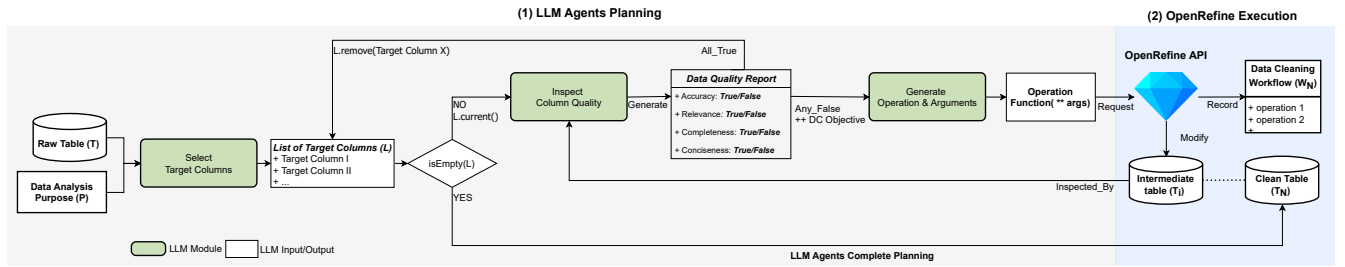 (1) LLM Agents Planning
(2) OpenRefine Execution
Raw Table (T)
Data Analysis
Purpose (P)
Select
Target Columns
L.remove(Target Column X)
All_True
List of Target Columns (L)
+ Target Column I
+ Target Column II
+ ...
isEmpty(L)
NO
L.current()
YES
Inspect
Column Quality
Generate
Data Quality Report
+ Accuracy: True/False
+ Relevance: True/False
+ Completeness: True/False
+ Conciseness: True/False
Any_False
++ DC Objective
Generate
Operation & Arguments
Operation
Function( ** args)
Request
OpenRefine API
Record
Modify
Data Cleaning
Workflow (WN)
+ operation 1
+ operation 2
+
Inspected_By
Intermediate
table (Ti)
Clean Table
(TN)
LLM Module
LLM Input/Output
LLM Agents Complete Planning